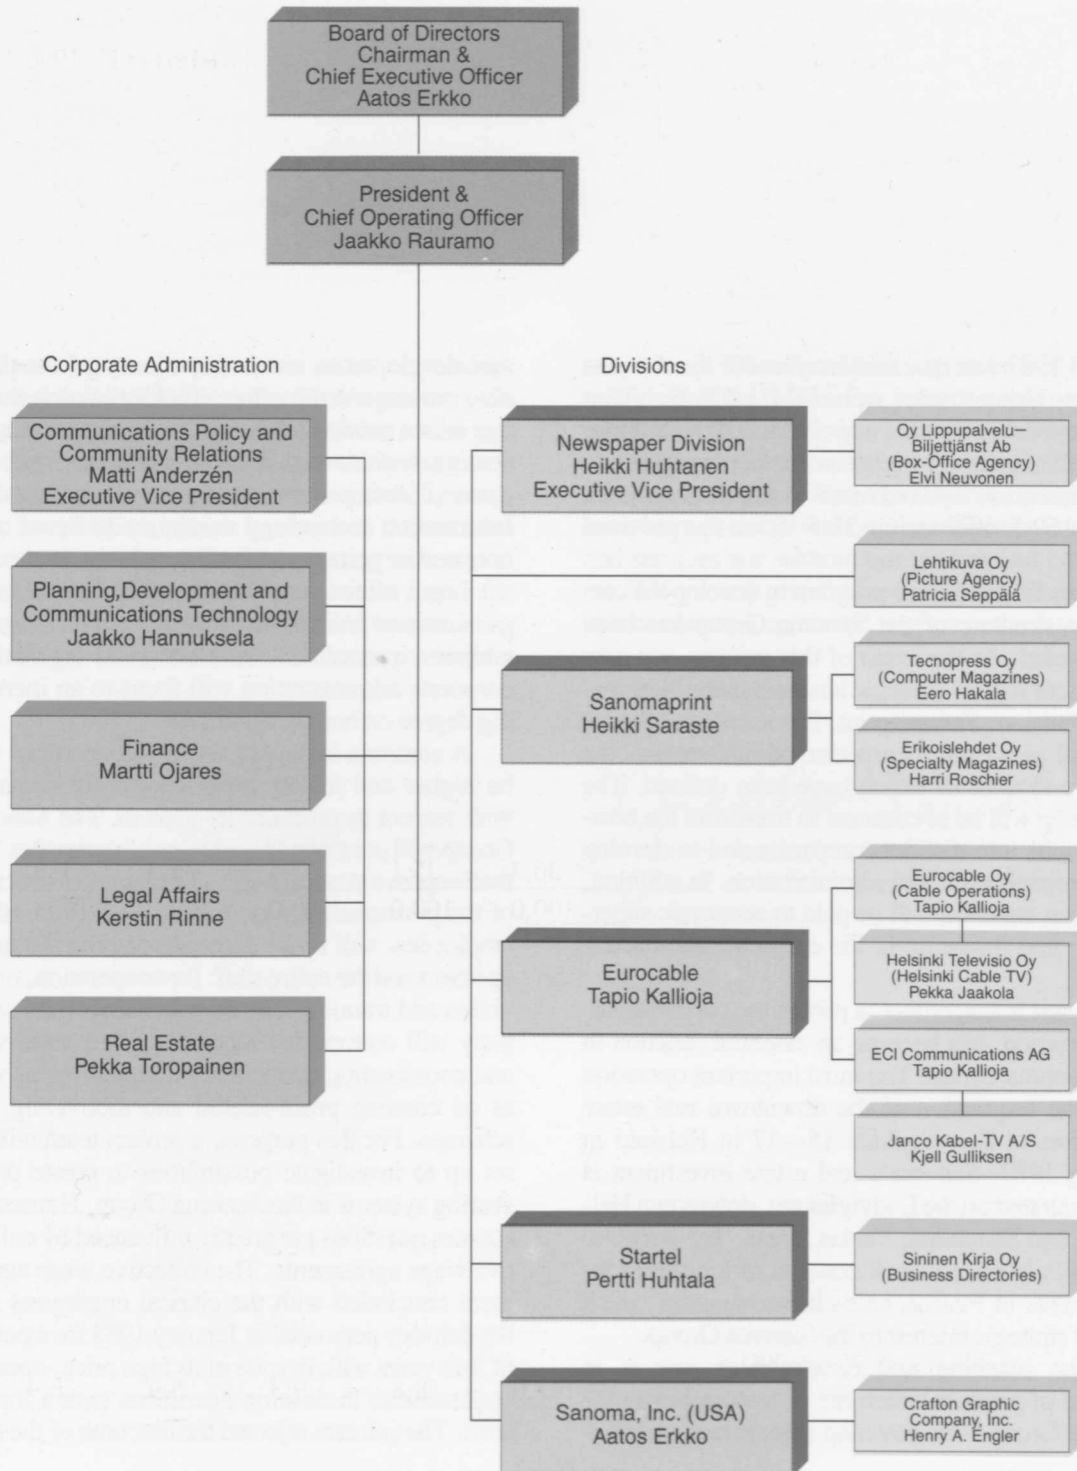 Board of Directors
Chairman &
Chief Executive Officer
Aatos Erkko
President &
Chief Operating Officer
Jaakko Rauramo
Corporate Administration
Communications Policy and
Community Relations
Matti Anderzén
Executive Vice President
Planning,Development and
Communications Technology
Jaakko Hannuksela
Finance
Martti Ojares
Legal Affairs
Kerstin Rinne
Real Estate
Pekka Toropainen
Divisions
Newspaper Division
Heikki Huhtanen
Executive Vice President
Oy Lippupalvelu—
Biljettjänst Ab
(Box-Office Agency)
Elvi Neuvonen
Lehtikuva Oy
(Picture Agency)
Patricia Seppälä
Sanomaprint
Heikki Saraste
Tecnopress Oy
(Computer Magazines)
Eero Hakala
Erikoislehdet Oy
(Specialty Magazines)
Harri Roschier
Eurocable
Tapio Kallioja
Eurocable Oy
(Cable Operations)
Tapio Kallioja
Helsinki Televisio Oy
(Helsinki Cable TV)
Pekka Jaakola
ECI Communications AG
Tapio Kallioja
Janco Kabel-TV A/S
Kjell Gulliksen
Startel
Pertti Huhtala
Sininen Kirja Oy
(Business Directories)
Sanoma, Inc. (USA)
Aatos Erkko
Crafton Graphic
Company, Inc.
Henry A. Engler